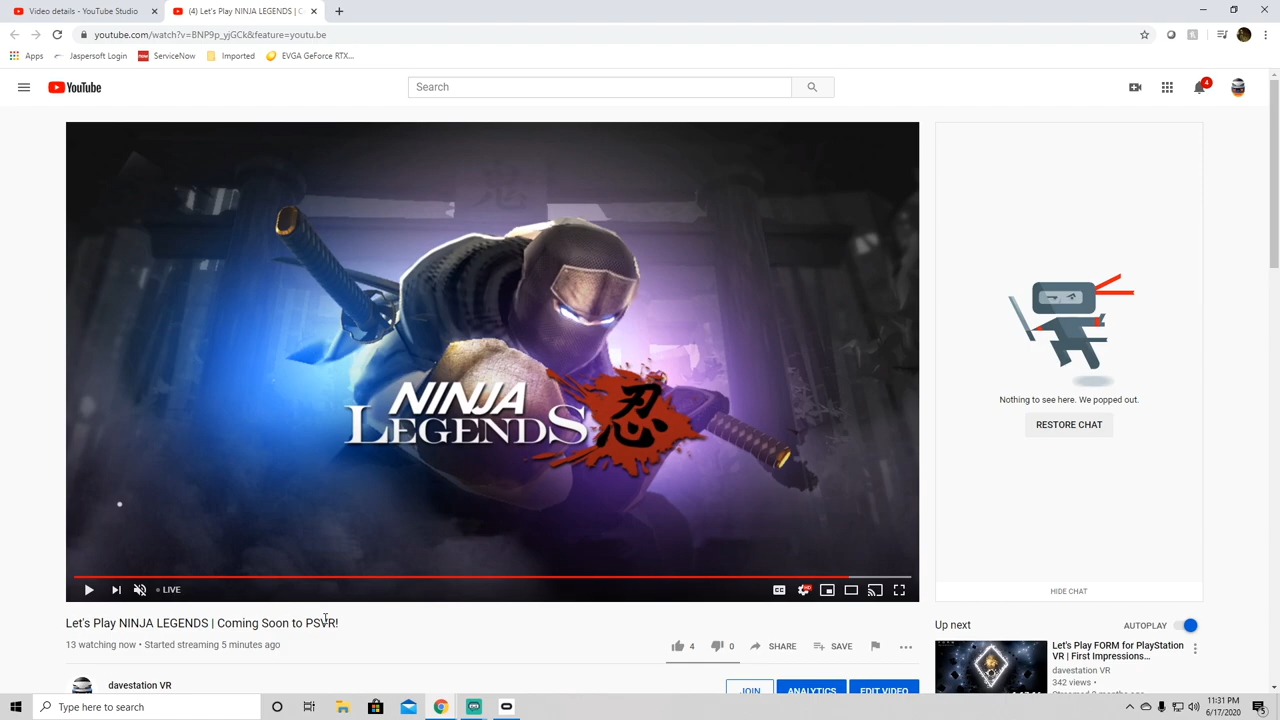 Video details - YouTube Studio
(4) Let's Play NINJA LEGENDS | C
youtube.com/watch?v=BNP9p_yjGCk&feature=youtu.be
Apps
Jaspersoft Login
ServiceNow
Imported
EVGA GeForce RTX...
YouTube
Search
4
NINJA
LEGENDS
忍
LIVE
CC
HD
Nothing to see here. We popped out.
RESTORE CHAT
HIDE CHAT
Let's Play NINJA LEGENDS | Coming Soon to PSVR!
13 watching now • Started streaming 5 minutes ago
4
0
SHARE
SAVE
Up next
AUTOPLAY
Let's Play FORM for PlayStation
VR | First Impressions...
davestation VR
342 views •
davestation VR
JOIN
ANALYTICS
EDIT VIDEO
Type here to search
11:31 PM
6/17/2020
5